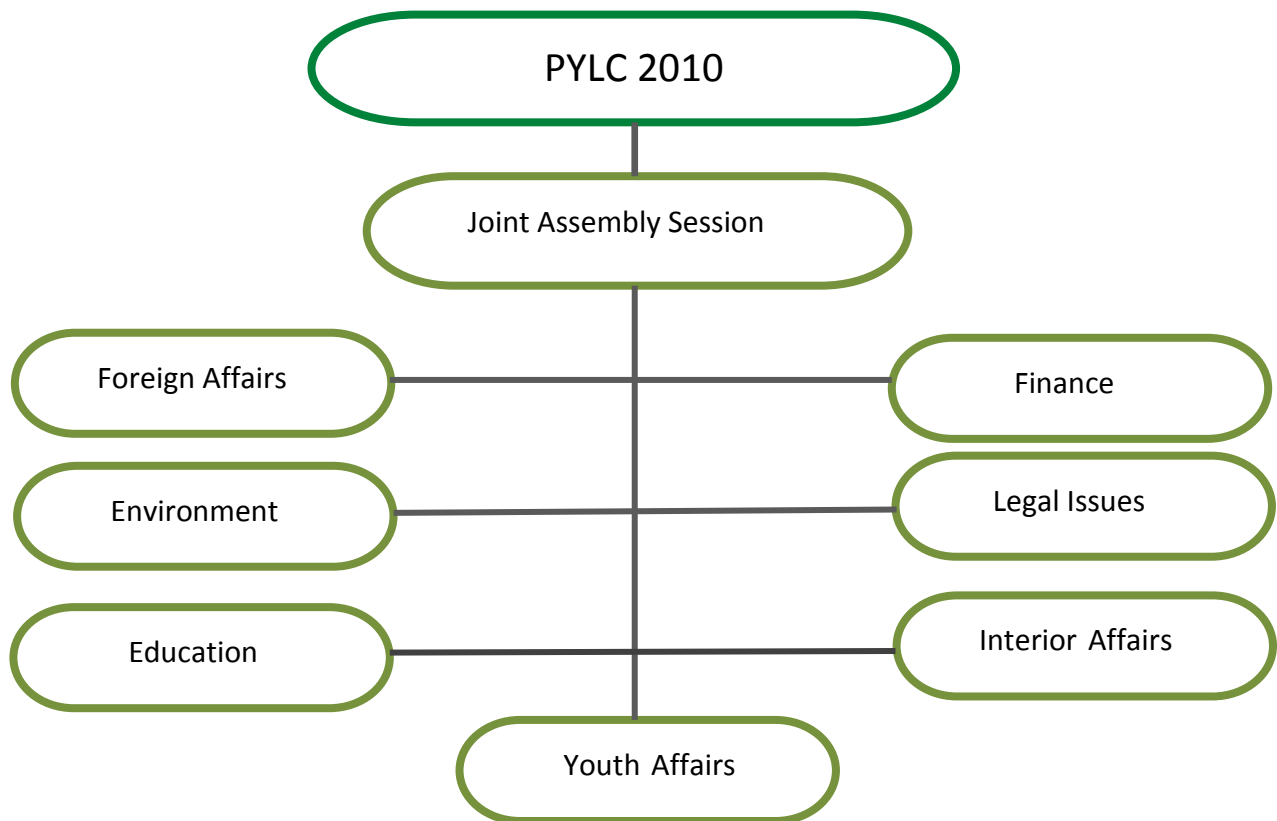 PYLC 2010
Joint Assembly Session
Foreign Affairs
Finance
Environment
Legal Issues
Education
Interior Affairs
Youth Affairs